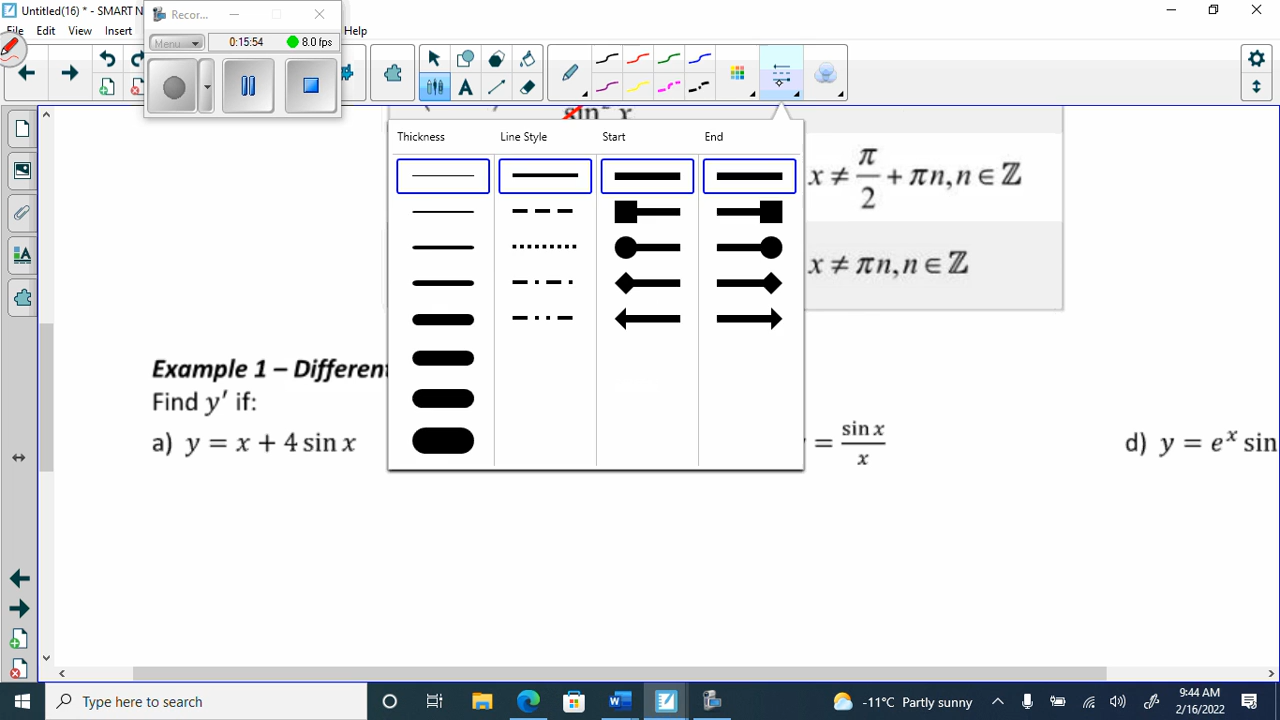 Untitled(16) * - SMART N
Recor...
File Edit View Insert
Help
Menu
0:15:54
8.0 fps
Thickness Line Style Start End
x ≠ π/2 + πn, n ∈ ℤ
x ≠ πn, n ∈ ℤ
Example 1 – Different
Find y′ if:
a) y = x + 4 sin x
= sin x / x
d) y = eˣ sin
Type here to search
-11°C Partly sunny
9:44 AM
2/16/2022